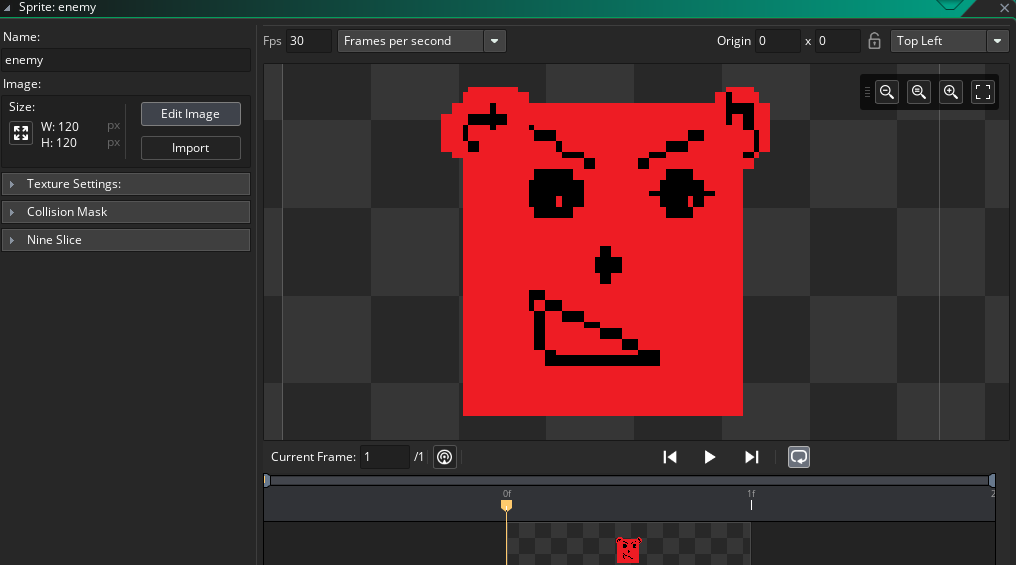 Sprite: enemy
Name:
enemy
Image:
Size:
W: 120 px
H: 120 px
Edit Image
Import
Texture Settings:
Collision Mask
Nine Slice
Fps 30 Frames per second Origin 0 x 0 Top Left
Current Frame: 1 /1
0f 1f 2